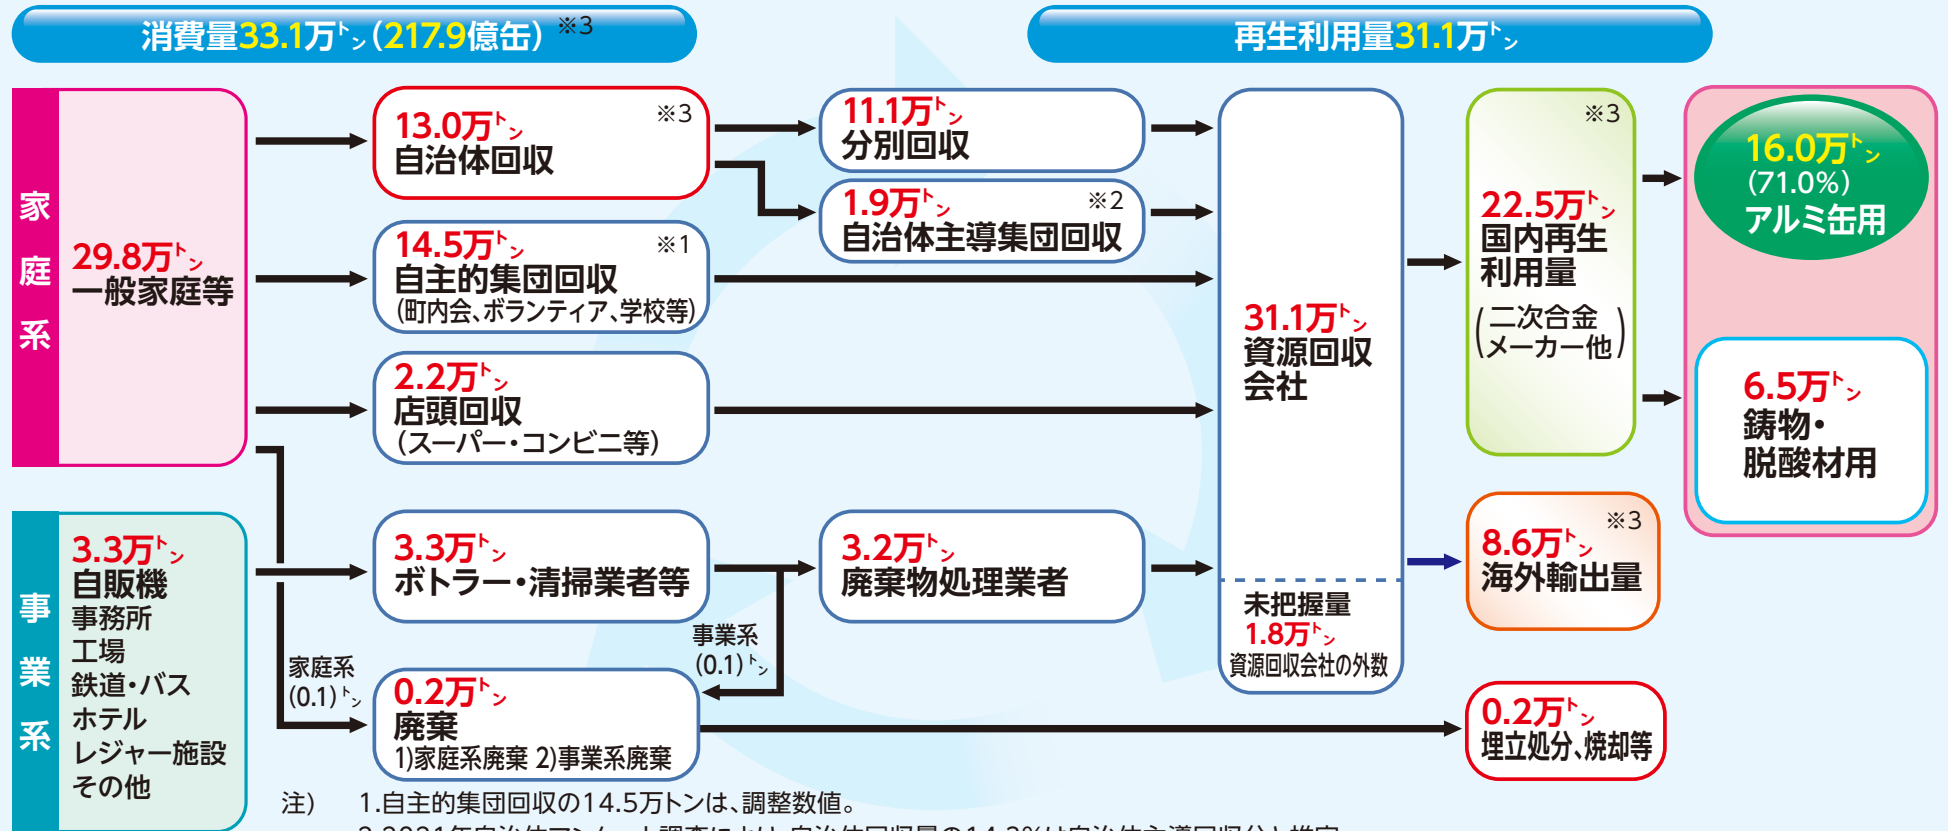 消費量33.1万トン(217.9億缶) ※3
再生利用量31.1万トン
家庭系
29.8万トン
一般家庭等
13.0万トン ※3
自治体回収
14.5万トン ※1
自主的集団回収
(町内会、ボランティア、学校等)
2.2万トン
店頭回収
(スーパー・コンビニ等)
11.1万トン
分別回収
1.9万トン ※2
自治体主導集団回収
31.1万トン
資源回収
会社
未把握量
1.8万トン
資源回収会社の外数
※3
22.5万トン
国内再生
利用量
(二次合金
メーカー他)
16.0万トン
(71.0%)
アルミ缶用
6.5万トン
鋳物・
脱酸材用
事業系
3.3万トン
自販機
事務所
工場
鉄道・バス
ホテル
レジャー施設
その他
3.3万トン
ボトラー・清掃業者等
3.2万トン
廃棄物処理業者
※3
8.6万トン
海外輸出量
家庭系
(0.1)トン
事業系
(0.1)トン
0.2万トン
廃棄
1)家庭系廃棄 2)事業系廃棄
0.2万トン
埋立処分、焼却等
注) 1.自主的集団回収の14.5万トンは、調整数値。